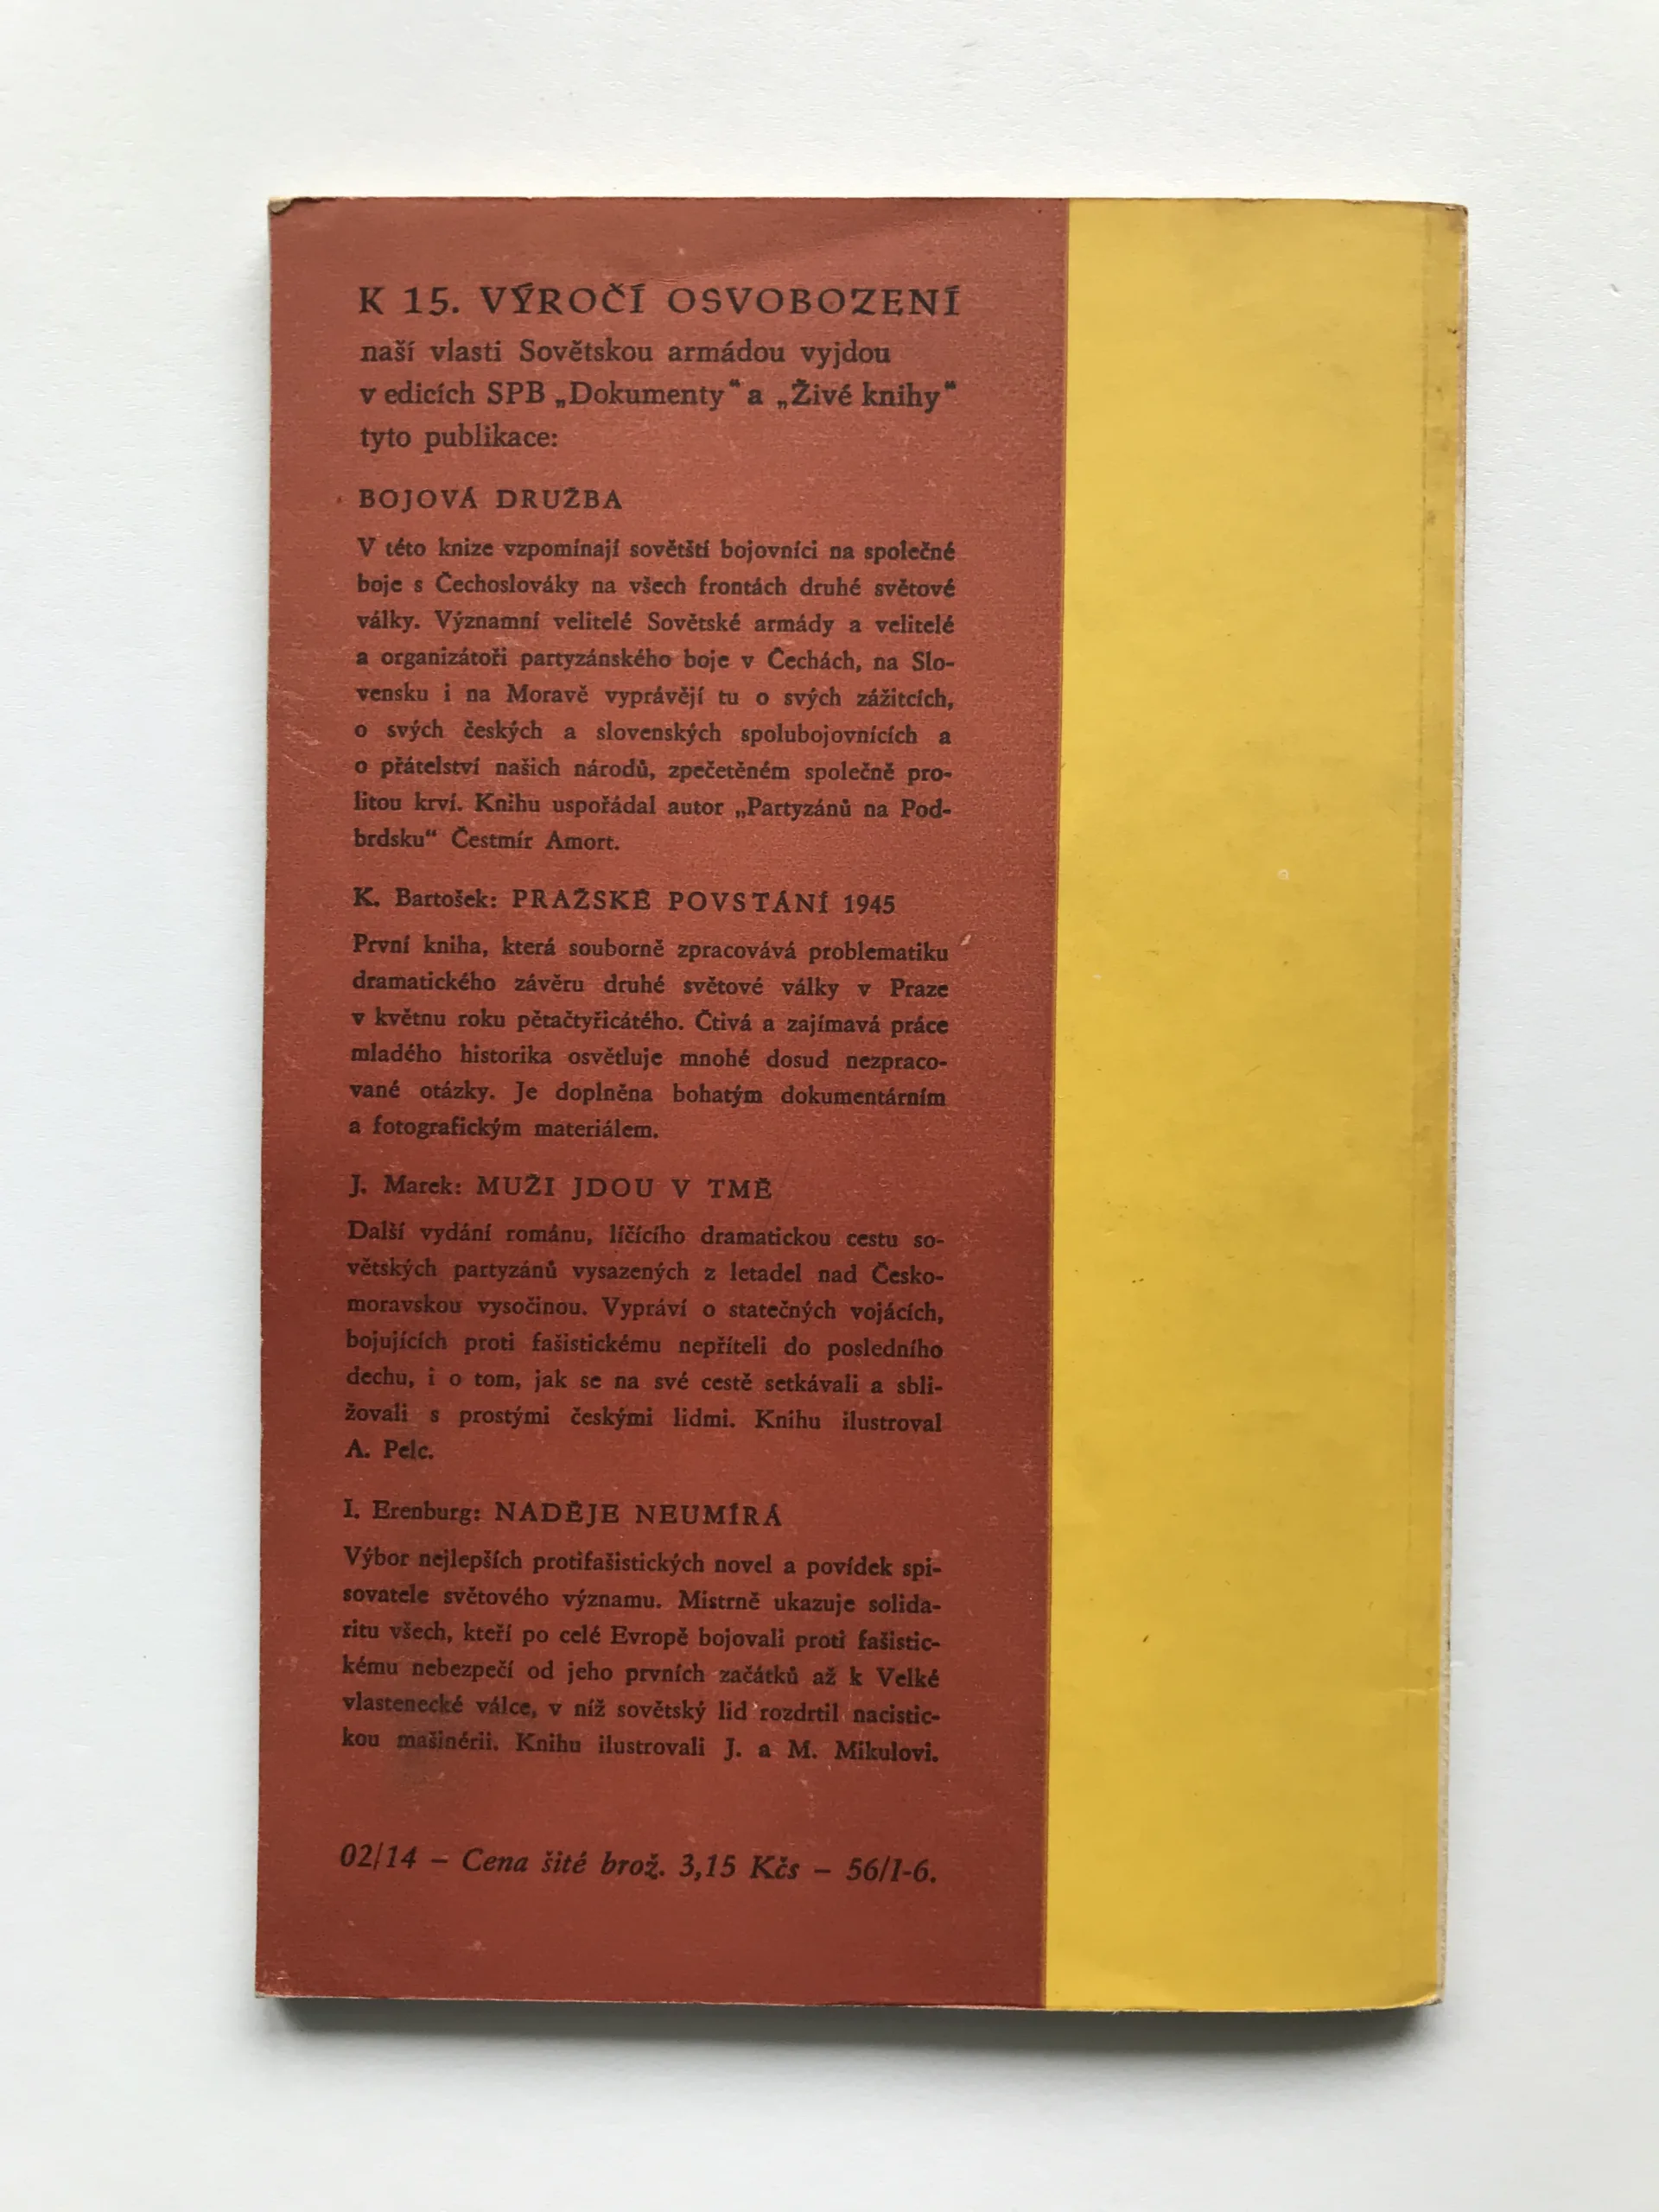 K 15. VÝROČÍ OSVOBOZENÍ
naší vlasti Sovětskou armádou vyjdou
v edicích SPB „Dokumenty“ a „Živé knihy“
tyto publikace:
BOJOVÁ DRUŽBA
V této knize vzpomínají sovětští bojovníci na společné
boje s Čechoslováky na všech frontách druhé světové
války. Významní velitelé Sovětské armády a velitelé
a organizátoři partyzánského boje v Čechách, na Slo-
vensku i na Moravě vyprávějí tu o svých zážitcích,
o svých českých a slovenských spolubojovnících a
o přátelství našich národů, zpečetěném společně pro-
litou krví. Knihu uspořádal autor „Partyzánů na Pod-
brdsku“ Čestmír Amort.
K. Bartošek: PRAŽSKÉ POVSTÁNÍ 1945
První kniha, která souborně zpracovává problematiku
dramatického závěru druhé světové války v Praze
v květnu roku pětačtyřicátého. Čtivá a zajímavá práce
mladého historika osvětluje mnohé dosud nezpraco-
vané otázky. Je doplněna bohatým dokumentárním
a fotografickým materiálem.
J. Marek: MUŽI JDOU V TMĚ
Další vydání románu, líčícího dramatickou cestu so-
větských partyzánů vysazených z letadel nad Česko-
moravskou vysočinou. Vypráví o statečných vojácích,
bojujících proti fašistickému nepříteli do posledního
dechu, i o tom, jak se na své cestě setkávali a sbli-
žovali s prostými českými lidmi. Knihu ilustroval
A. Pelc.
I. Erenburg: NADĚJE NEUMÍRÁ
Výbor nejlepších protifašistických novel a povídek spi-
sovatele světového významu. Mistrně ukazuje solida-
ritu všech, kteří po celé Evropě bojovali proti fašistic-
kému nebezpečí od jeho prvních začátků až k Velké
vlastenecké válce, v níž sovětský lid rozdrtil nacistic-
kou mašinérii. Knihu ilustrovali J. a M. Mikulovi.
02/14 – Cena šité brož. 3,15 Kčs – 56/I-6.